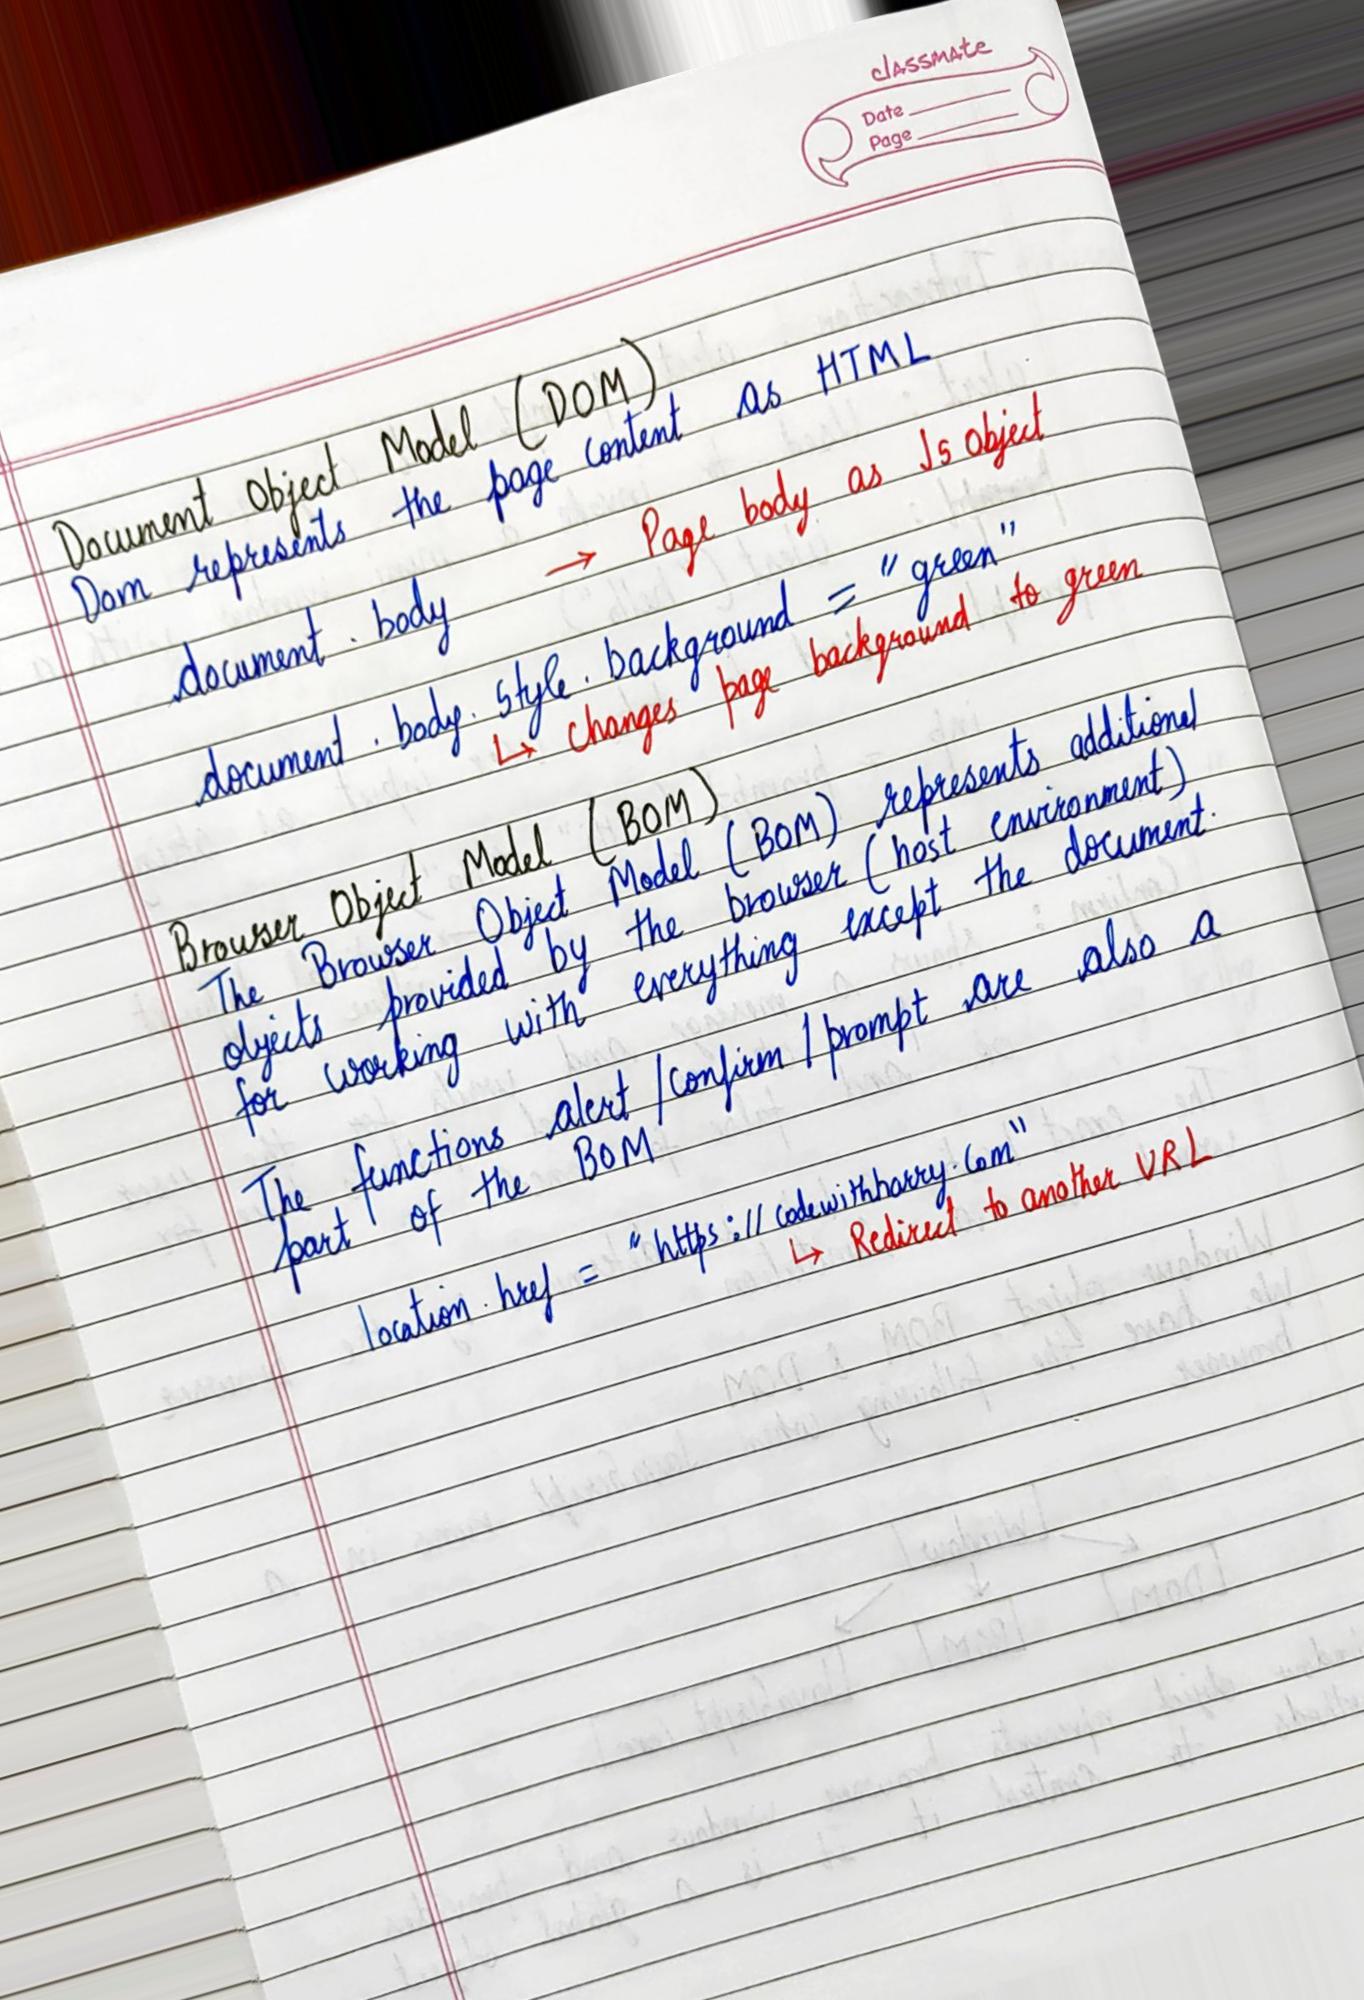 classmate
Date
Page
Document Object Model (DOM)
Dom represents the page content as HTML
document . body → Page body as Js Object
document . body. style. background = "green"
↳ changes page background to green
Browser Object Model (BOM)
The Browser Object Model (BOM) represents additional
objects provided by the browser (host environment)
for working with everything except the document.
The functions alert /confirm / prompt are also a
part of the BOM
location. href = "https://codewithharry.com"
↳ Redirect to another URL